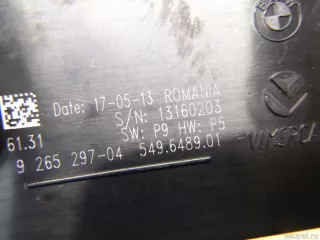 Date: 17-05-13 ROMANIA
S/N: 13160203
SW: P9 HW: P5
61.31
9 265 297-04 549.6489.01